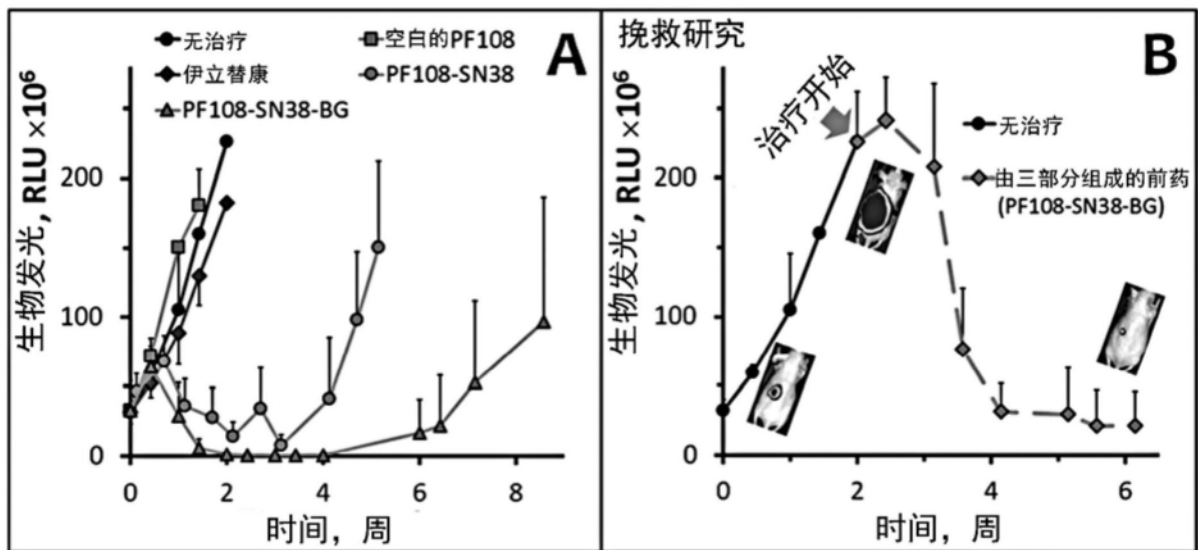 A
无治疗
空白的PF108
伊立替康
PF108-SN38
PF108-SN38-BG
生物发光, RLU ×10⁶
200
100
0
0
2
4
6
8
时间, 周
挽救研究
B
治疗开始
无治疗
由三部分组成的前药
(PF108-SN38-BG)
生物发光, RLU ×10⁶
200
100
0
0
2
4
6
时间, 周